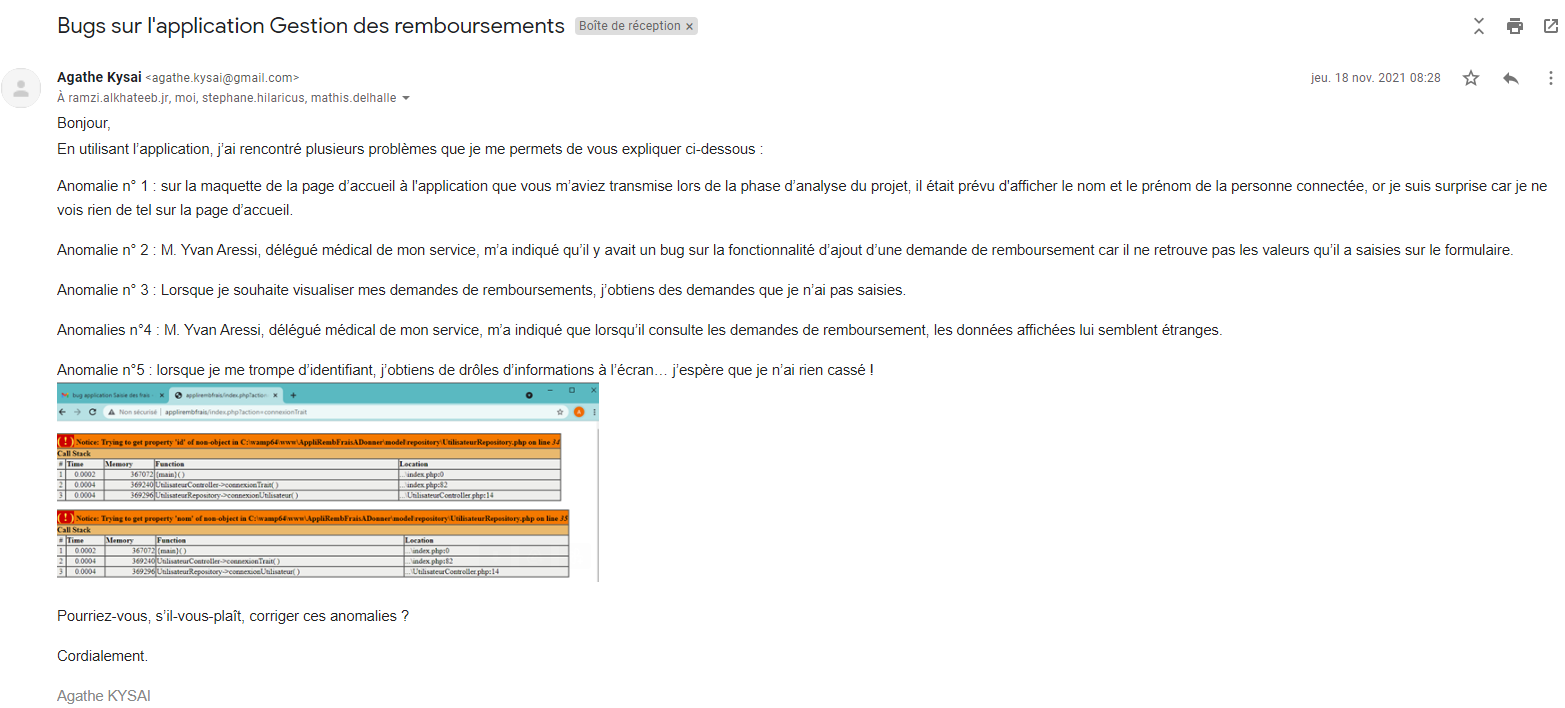 Bugs sur l'application Gestion des remboursements Boîte de réception ×
Agathe Kysai <agathe.kysai@gmail.com>
jeu. 18 nov. 2021 08:28
À ramzi.alkhateeb.jr, moi, stephane.hilaricus, mathis.delhalle
Bonjour,
En utilisant l'application, j'ai rencontré plusieurs problèmes que je me permets de vous expliquer ci-dessous :
Anomalie n° 1 : sur la maquette de la page d'accueil à l'application que vous m'aviez transmise lors de la phase d'analyse du projet, il était prévu d'afficher le nom et le prénom de la personne connectée, or je suis surprise car je ne
vois rien de tel sur la page d'accueil.
Anomalie n° 2 : M. Yvan Aressi, délégué médical de mon service, m'a indiqué qu'il y avait un bug sur la fonctionnalité d'ajout d'une demande de remboursement car il ne retrouve pas les valeurs qu'il a saisies sur le formulaire.
Anomalie n° 3 : Lorsque je souhaite visualiser mes demandes de remboursements, j'obtiens des demandes que je n'ai pas saisies.
Anomalies n°4 : M. Yvan Aressi, délégué médical de mon service, m'a indiqué que lorsqu'il consulte les demandes de remboursement, les données affichées lui semblent étranges.
Anomalie n°5 : lorsque je me trompe d'identifiant, j'obtiens de drôles d'informations à l'écran… j'espère que je n'ai rien cassé !
bug application Saisie des frais × applirembfrais/index.php?action= × +
Non sécurisé | applirembfrais/index.php?action=connexionTrait
(!) Notice: Trying to get property 'id' of non-object in C:\wamp64\www\AppliRembFraisADonner\model\repository\UtilisateurRepository.php on line 34
Call Stack
# Time Memory Function Location
1 0.0002 367072 {main}( ) ...\index.php:0
2 0.0004 369240 UtilisateurController->connexionTrait( ) ...\index.php:82
3 0.0004 369296 UtilisateurRepository->connexionUtilisateur( ) ...\UtilisateurController.php:14
(!) Notice: Trying to get property 'nom' of non-object in C:\wamp64\www\AppliRembFraisADonner\model\repository\UtilisateurRepository.php on line 35
Call Stack
# Time Memory Function Location
1 0.0002 367072 {main}( ) ...\index.php:0
2 0.0004 369240 UtilisateurController->connexionTrait( ) ...\index.php:82
3 0.0004 369296 UtilisateurRepository->connexionUtilisateur( ) ...\UtilisateurController.php:14
Pourriez-vous, s'il-vous-plaît, corriger ces anomalies ?
Cordialement.
Agathe KYSAI